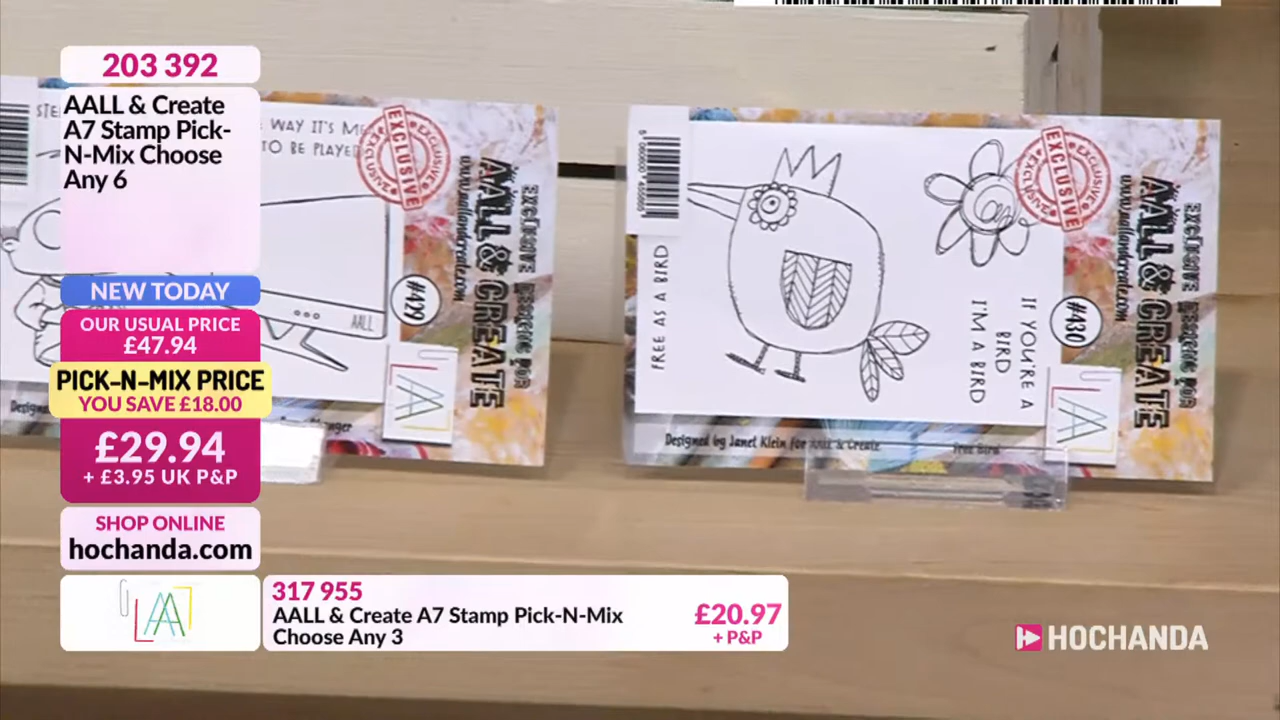 203 392
AALL & Create
A7 Stamp Pick-
N-Mix Choose
Any 6
NEW TODAY
OUR USUAL PRICE
£47.94
PICK-N-MIX PRICE
YOU SAVE £18.00
£29.94
+ £3.95 UK P&P
SHOP ONLINE
hochanda.com
317 955
AALL & Create A7 Stamp Pick-N-Mix
Choose Any 3
£20.97
+ P&P
HOCHANDA
WAY IT'S
TO BE PLAYED
EXCLUSIVE
EXCLUSIVE
AALL & CREATE
www.aallandcreate.com
#429
AALL
FREE AS A BIRD
IF YOU'RE A
BIRD
I'M A BIRD
EXCLUSIVE
EXCLUSIVE
EXCLUSIVE
AALL & CREATE
www.aallandcreate.com
#430
Designed by Janet Klein for AALL & Create
Free Bird